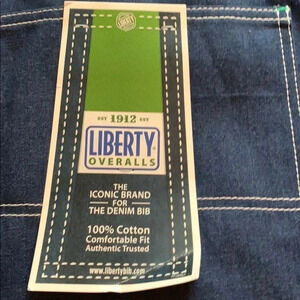 LIBERTY
EST 1912 EST
LIBERTY®
OVERALLS
THE
ICONIC BRAND
FOR
THE DENIM BIB
100% Cotton
Comfortable Fit
Authentic Trusted
www.libertybib.com